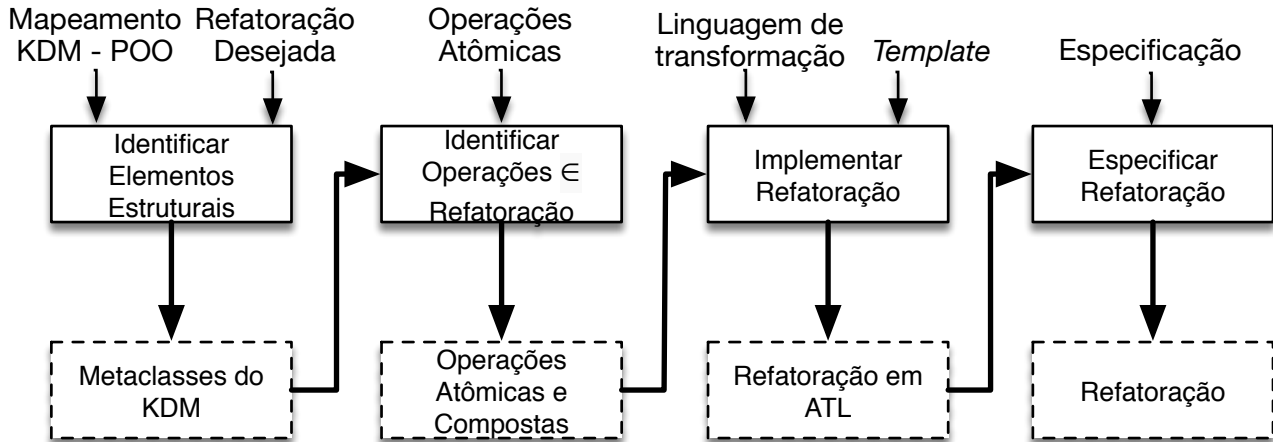 Mapeamento
KDM - POO
Refatoração
Desejada
Operações
Atômicas
Linguagem de
transformação
Template
Especificação
Identificar
Elementos
Estruturais
Identificar
Operações ∈
Refatoração
Implementar
Refatoração
Especificar
Refatoração
Metaclasses do
KDM
Operações
Atômicas e
Compostas
Refatoração em
ATL
Refatoração